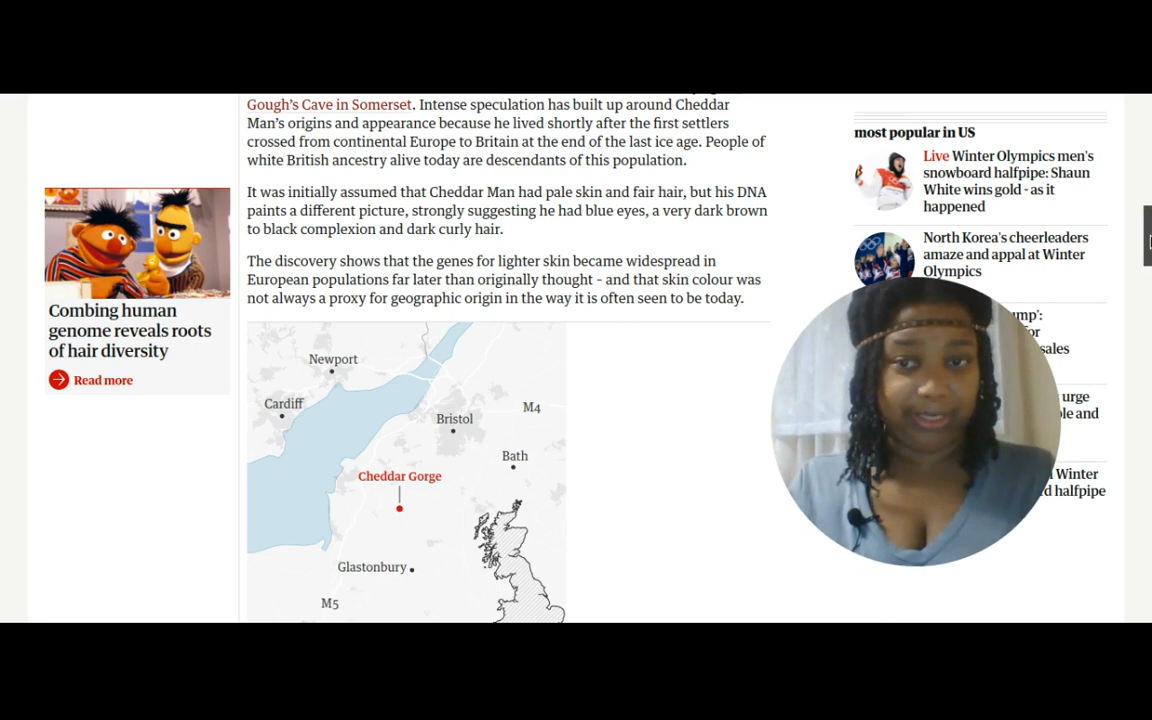 Gough's Cave in Somerset. Intense speculation has built up around Cheddar
Man's origins and appearance because he lived shortly after the first settlers
crossed from continental Europe to Britain at the end of the last ice age. People of
white British ancestry alive today are descendants of this population.
It was initially assumed that Cheddar Man had pale skin and fair hair, but his DNA
paints a different picture, strongly suggesting he had blue eyes, a very dark brown
to black complexion and dark curly hair.
The discovery shows that the genes for lighter skin became widespread in
European populations far later than originally thought - and that skin colour was
not always a proxy for geographic origin in the way it is often seen to be today.
Combing human
genome reveals roots
of hair diversity
Read more
Newport
Cardiff
Bristol
M4
Bath
Cheddar Gorge
Glastonbury
M5
most popular in US
Live Winter Olympics men's
snowboard halfpipe: Shaun
White wins gold - as it
happened
North Korea's cheerleaders
amaze and appal at Winter
Olympics
ump':
for
sales
urge
and
Winter
halfpipe